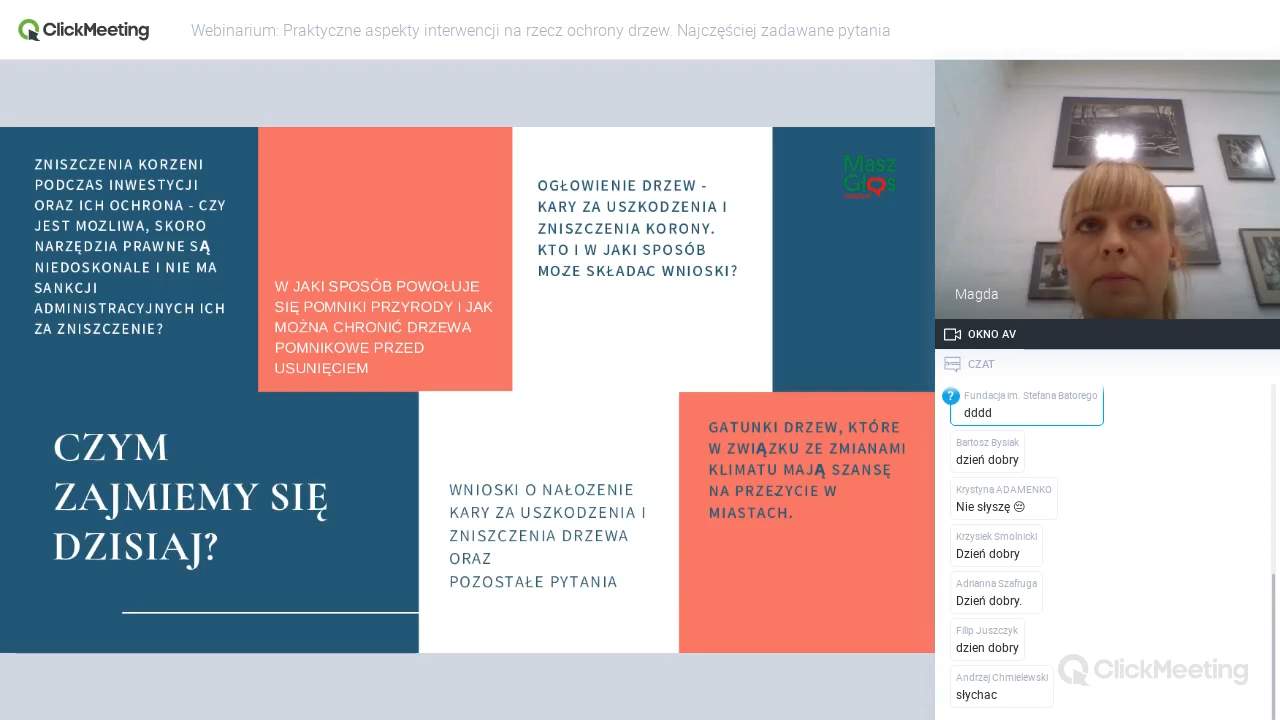 ClickMeeting
Webinarium: Praktyczne aspekty interwencji na rzecz ochrony drzew. Najczęściej zadawane pytania
ZNISZCZENIA KORZENI
PODCZAS INWESTYCJI
ORAZ ICH OCHRONA - CZY
JEST MOZLIWA, SKORO
NARZĘDZIA PRAWNE SĄ
NIEDOSKONALE I NIE MA
SANKCJI
ADMINISTRACYJNYCH ICH
ZA ZNISZCZENIE?
W JAKI SPOSÓB POWOŁUJE
SIĘ POMNIKI PRZYRODY I JAK
MOŻNA CHRONIĆ DRZEWA
POMNIKOWE PRZED
USUNIĘCIEM
OGŁOWIENIE DRZEW -
KARY ZA USZKODZENIA I
ZNISZCZENIA KORONY.
KTO I W JAKI SPOSÓB
MOZE SKŁADAC WNIOSKI?
Masz
Głos
CZYM
ZAJMIEMY SIĘ
DZISIAJ?
WNIOSKI O NAŁOZENIE
KARY ZA USZKODZENIA I
ZNISZCZENIA DRZEWA
ORAZ
POZOSTAŁE PYTANIA
GATUNKI DRZEW, KTÓRE
W ZWIĄZKU ZE ZMIANAMI
KLIMATU MAJĄ SZANSĘ
NA PRZEŻYCIE W
MIASTACH.
Magda
OKNO AV
CZAT
?
Fundacja im. Stefana Batorego
dddd
Bartosz Bysiak
dzień dobry
Krystyna ADAMENKO
Nie słyszę 😔
Krzysiek Smolnicki
Dzień dobry
Adrianna Szafruga
Dzień dobry.
Filip Juszczyk
dzien dobry
Andrzej Chmielewski
słychac
ClickMeeting